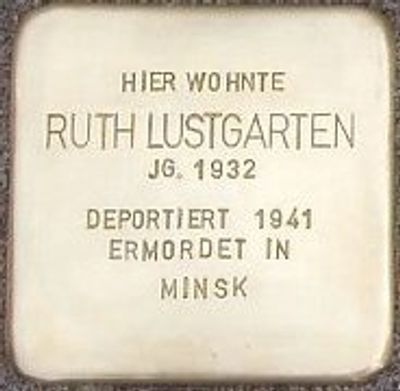 HIER WOHNTE
RUTH LUSTGARTEN
JG. 1932
DEPORTIERT 1941
ERMORDET IN
MINSK